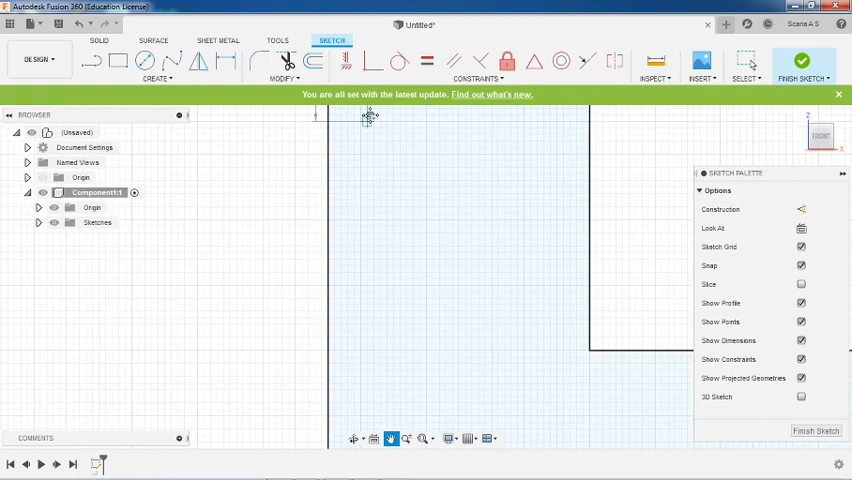 Autodesk Fusion 360 (Education License)
Untitled*
Scaria A S
DESIGN
SOLID SURFACE SHEET METAL TOOLS SKETCH
CREATE MODIFY CONSTRAINTS INSPECT INSERT SELECT FINISH SKETCH
You are all set with the latest update. Find out what's new.
BROWSER
(Unsaved)
Document Settings
Named Views
Origin
Component1:1
Origin
Sketches
Z
FRONT
X
SKETCH PALETTE
Options
Construction
Look At
Sketch Grid
Snap
Slice
Show Profile
Show Points
Show Dimensions
Show Constraints
Show Projected Geometries
3D Sketch
Finish Sketch
COMMENTS